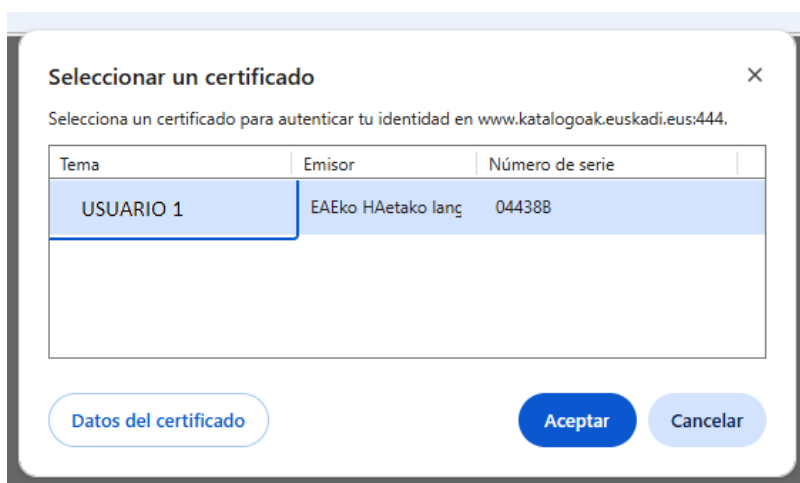 Seleccionar un certificado
Selecciona un certificado para autenticar tu identidad en www.katalogoak.euskadi.eus:444.
Tema Emisor Número de serie
USUARIO 1 EAEko HAetako lang 04438B
Datos del certificado Aceptar Cancelar